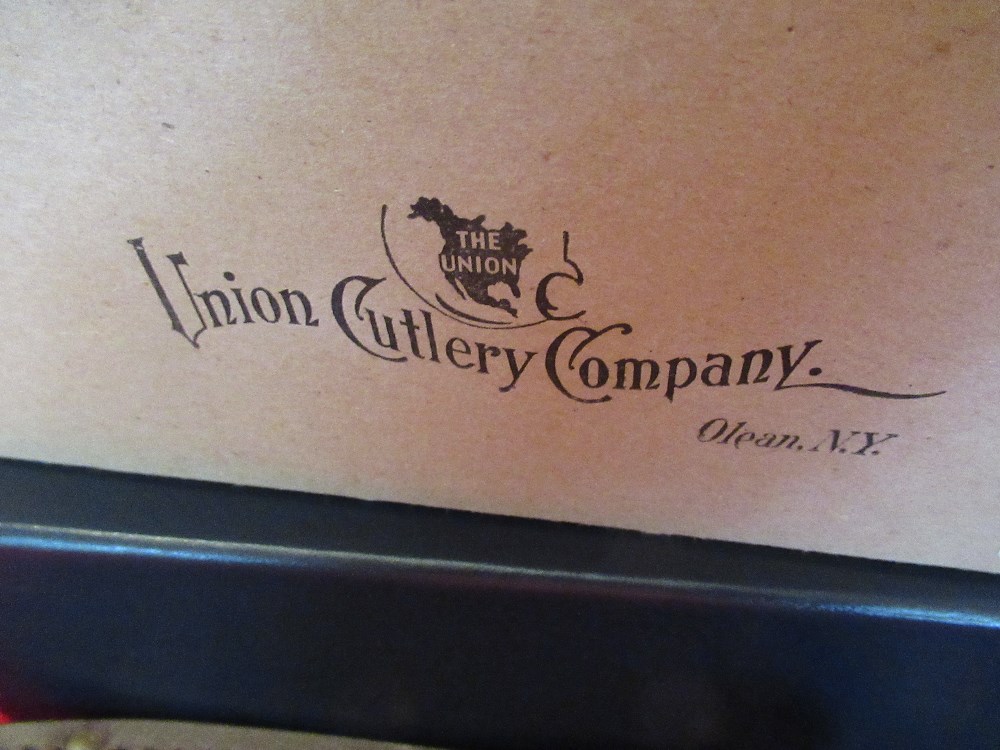 THE
UNION
C
Union Cutlery Company.
Olean, N.Y.